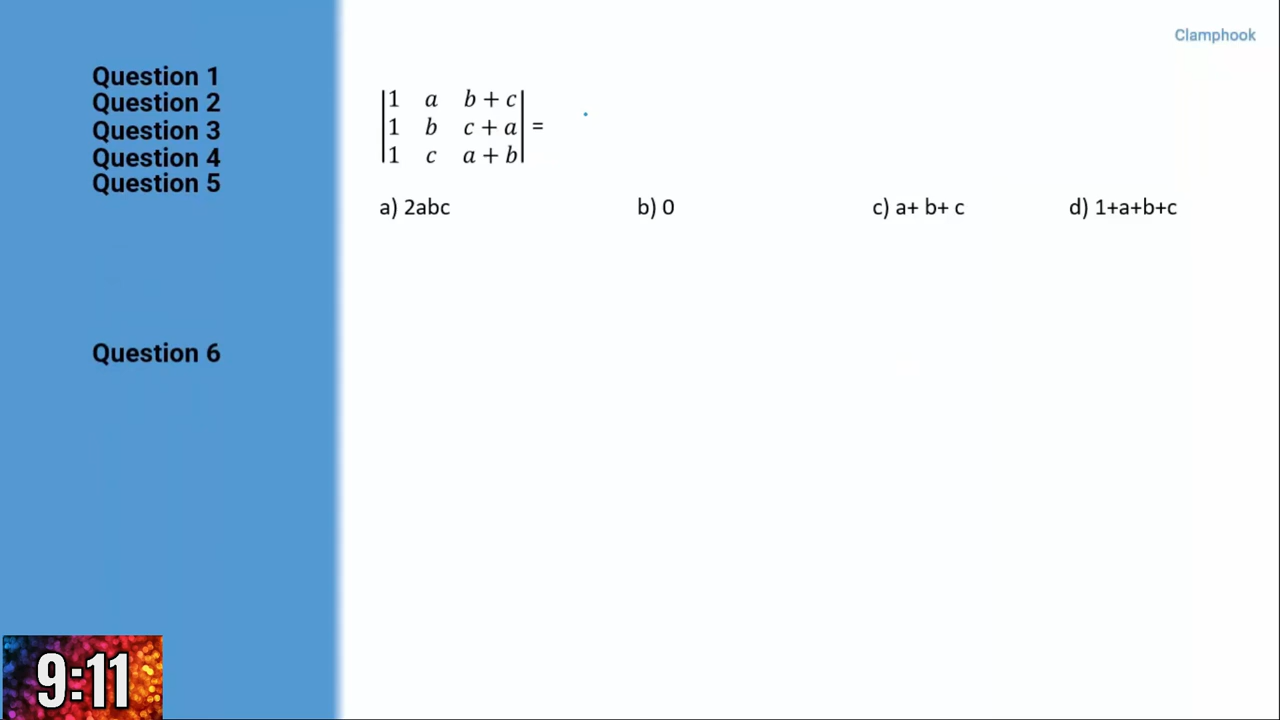 Clamphook
Question 1
Question 2
Question 3
Question 4
Question 5
Question 6
|1 a b + c|
|1 b c + a| =
|1 c a + b|
a) 2abc b) 0 c) a+ b+ c d) 1+a+b+c
9:11